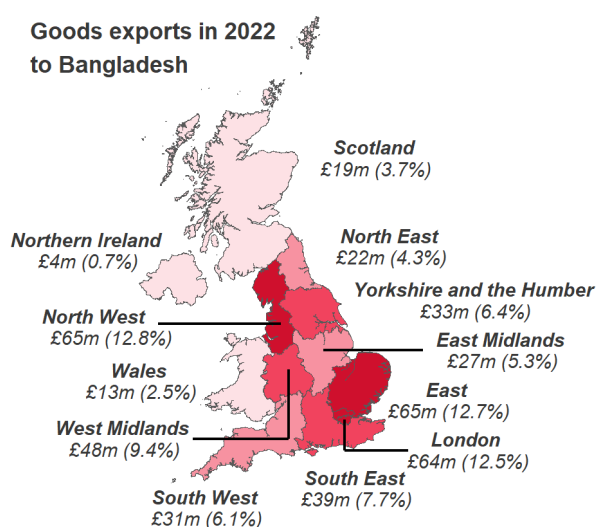 Goods exports in 2022
to Bangladesh
Scotland
£19m (3.7%)
Northern Ireland
£4m (0.7%)
North East
£22m (4.3%)
Yorkshire and the Humber
£33m (6.4%)
North West
£65m (12.8%)
East Midlands
£27m (5.3%)
Wales
£13m (2.5%)
East
£65m (12.7%)
West Midlands
£48m (9.4%)
London
£64m (12.5%)
South East
£39m (7.7%)
South West
£31m (6.1%)